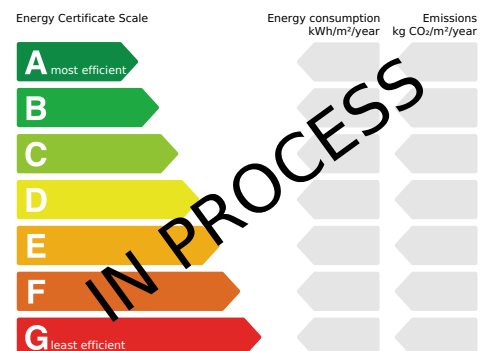 Energy Certificate Scale
Energy consumption
kWh/m²/year
Emissions
kg CO₂/m²/year
A most efficient
B
C
D
E
F
G least efficient
IN PROCESS